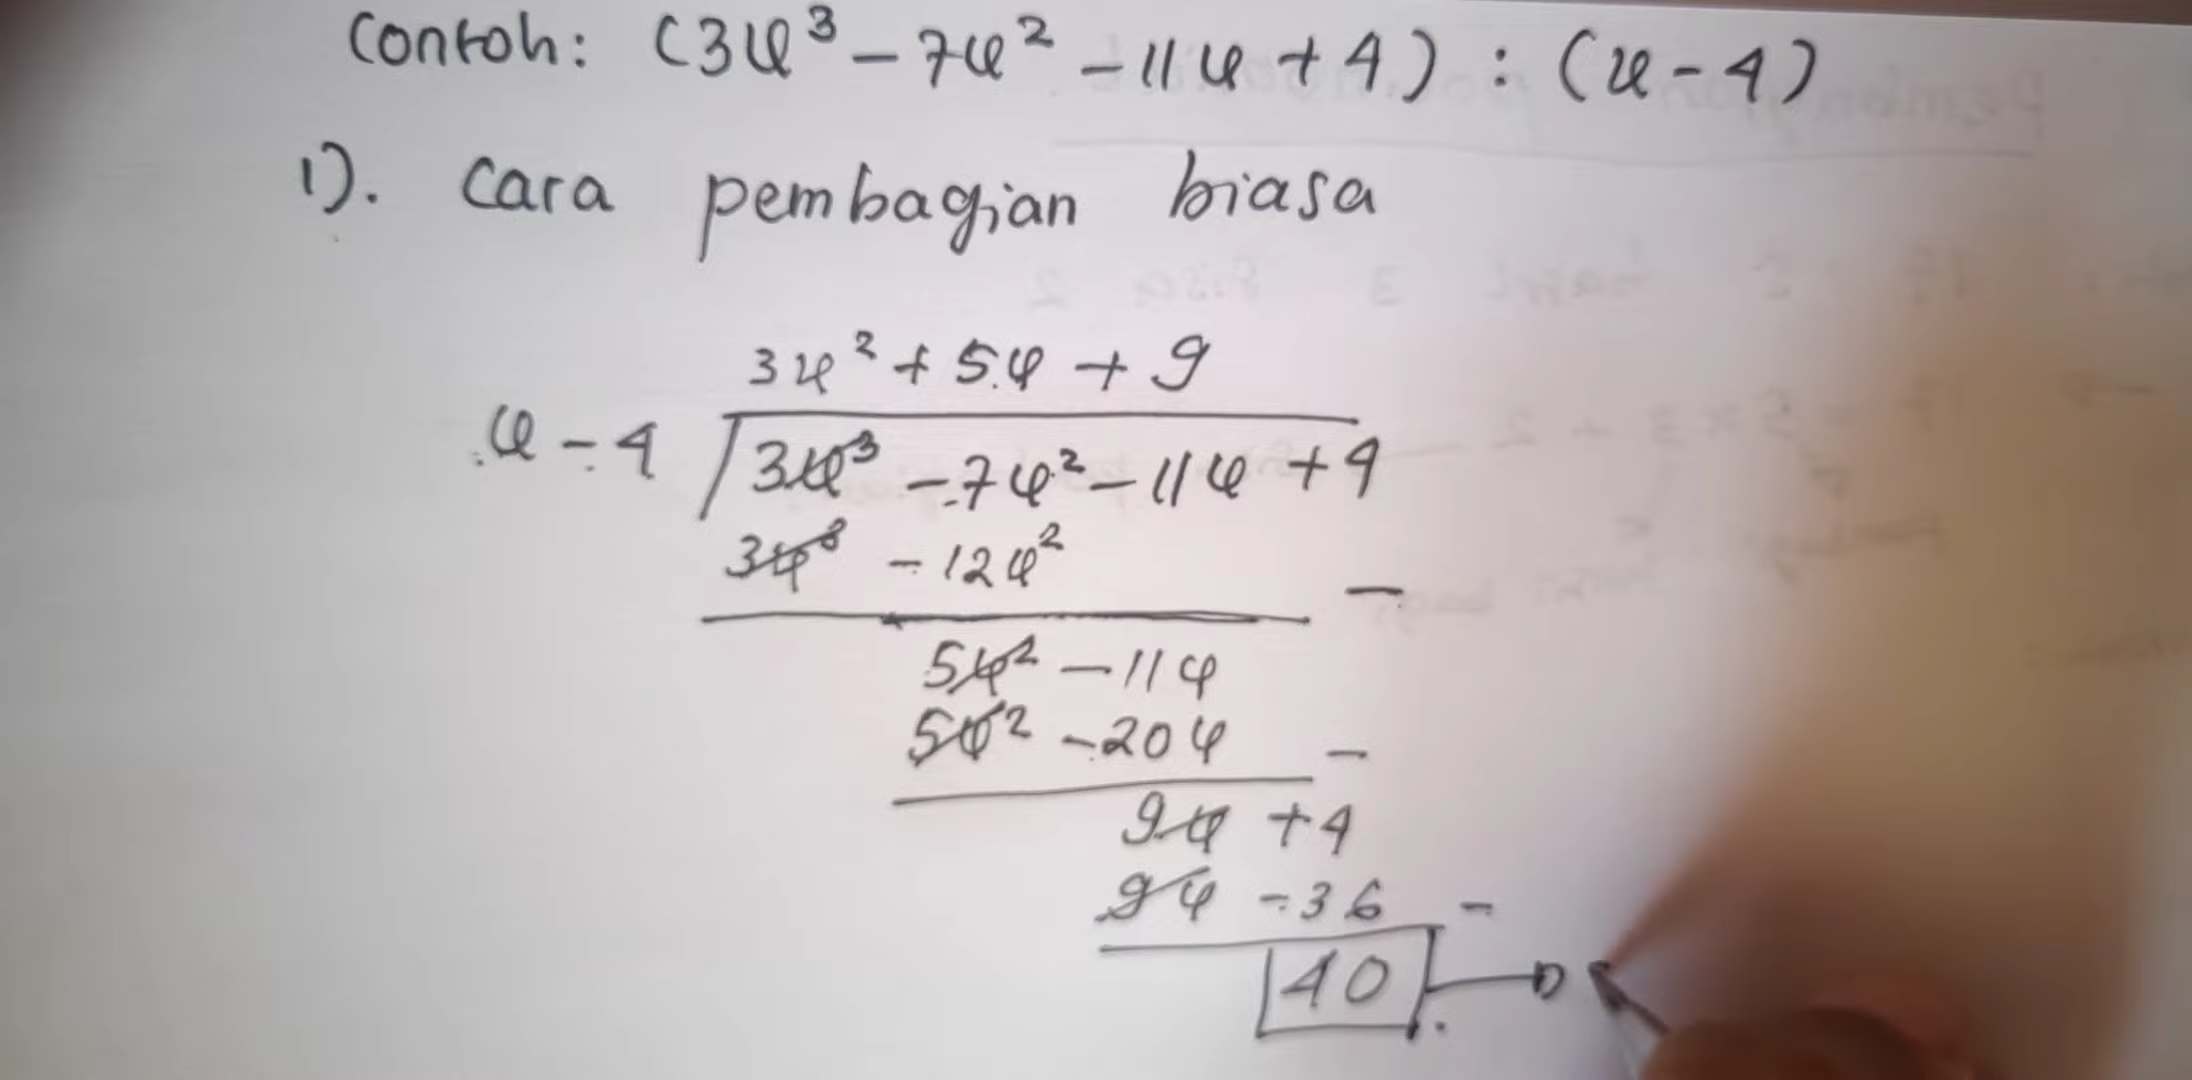 Contoh: (3x³ - 7x² - 11x + 4) : (x - 4)
1). Cara pembagian biasa
3x² + 5x + 9
x - 4 3x³ - 7x² - 11x + 4
3x³ - 12x² -
5x² - 11x
5x² - 20x -
9x + 4
9x - 36 -
40